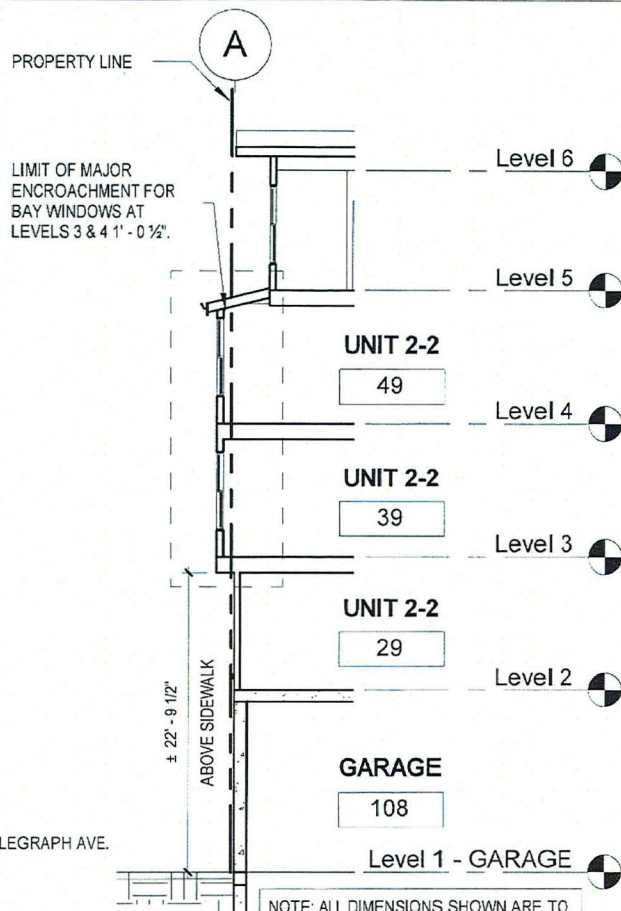 A
PROPERTY LINE
LIMIT OF MAJOR
ENCROACHMENT FOR
BAY WINDOWS AT
LEVELS 3 & 4 1' - 0 ½".
Level 6
Level 5
UNIT 2-2
49
Level 4
UNIT 2-2
39
Level 3
UNIT 2-2
29
Level 2
± 22' - 9 1/2"
ABOVE SIDEWALK
GARAGE
108
LEGRAPH AVE.
Level 1 - GARAGE
NOTE: ALL DIMENSIONS SHOWN ARE TO